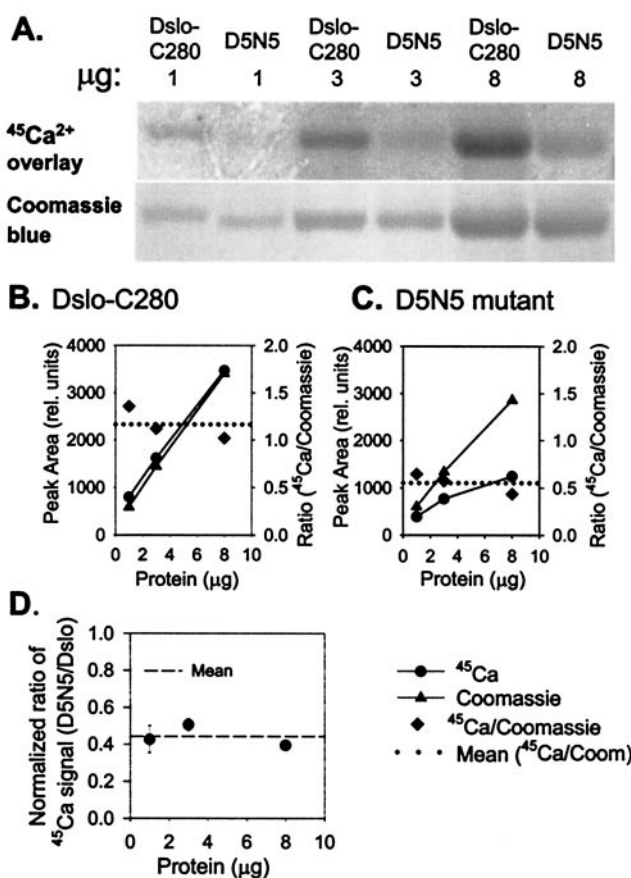 A.
Dslo-C280 D5N5 Dslo-C280 D5N5 Dslo-C280 D5N5
µg: 1 1 3 3 8 8
⁴⁵Ca²⁺ overlay
Coomassie blue
B. Dslo-C280
Peak Area (rel. units)
4000
3000
2000
1000
0
2.0
1.5
1.0
0.5
0.0
Ratio (⁴⁵Ca/Coomassie)
0 2 4 6 8 10
Protein (µg)
C. D5N5 mutant
Peak Area (rel. units)
4000
3000
2000
1000
0
2.0
1.5
1.0
0.5
0.0
Ratio (⁴⁵Ca/Coomassie)
0 2 4 6 8 10
Protein (µg)
D.
Normalized ratio of
⁴⁵Ca signal (D5N5/Dslo)
1.0
0.8
0.6
0.4
0.2
0.0
Mean
0 2 4 6 8 10
Protein (µg)
⁴⁵Ca
Coomassie
⁴⁵Ca/Coomassie
Mean (⁴⁵Ca/Coom)